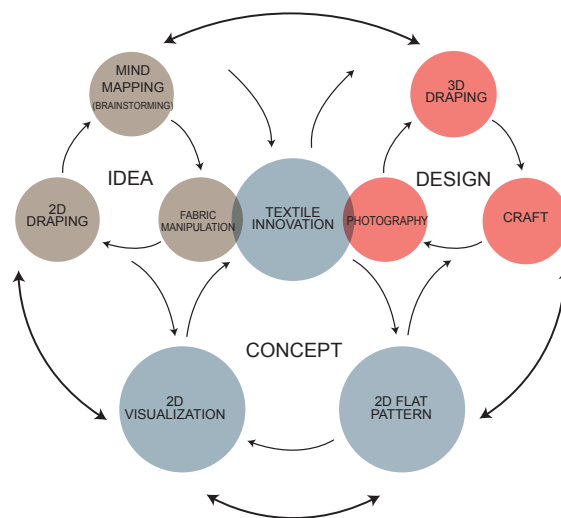 MIND
MAPPING
(BRAINSTORMING)
3D
DRAPING
IDEA
DESIGN
2D
DRAPING
FABRIC
MANIPULATION
TEXTILE
INNOVATION
PHOTOGRAPHY
CRAFT
CONCEPT
2D
VISUALIZATION
2D FLAT
PATTERN